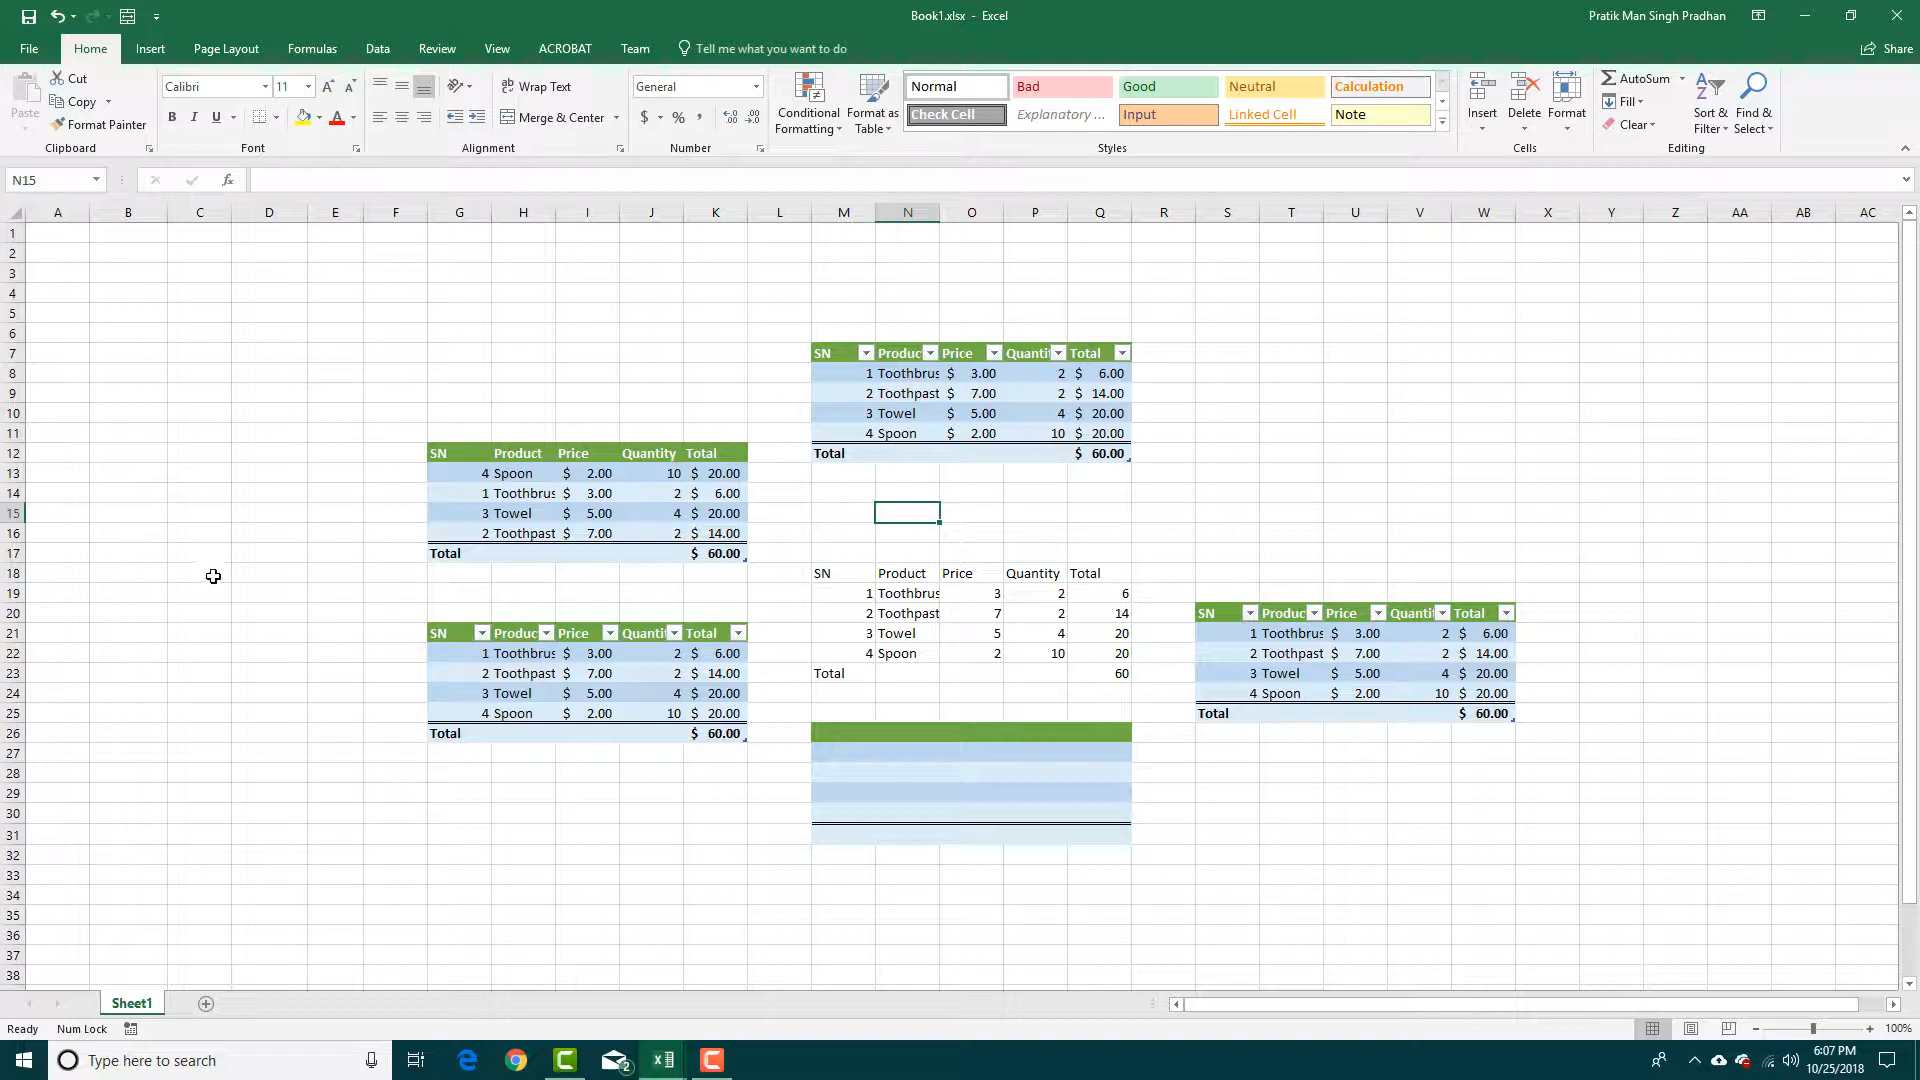 Book1.xlsx - Excel
Pratik Man Singh Pradhan
File Home Insert Page Layout Formulas Data Review View ACROBAT Team Tell me what you want to do Share
Paste
Cut
Copy
Format Painter
Clipboard
Calibri 11
B I U
Font
Wrap Text
Merge & Center
Alignment
General
$ % ,
Number
Conditional Formatting
Format as Table
Normal Bad Good Neutral Calculation
Check Cell Explanatory ... Input Linked Cell Note
Styles
Insert Delete Format
Cells
AutoSum
Fill
Clear
Sort & Filter
Find & Select
Editing
N15 fx
A B C D E F G H I J K L M N O P Q R S T U V W X Y Z AA AB AC
1
2
3
4
5
6
7 SN Produc Price Quanti Total
8 1 Toothbrus $ 3.00 2 $ 6.00
9 2 Toothpast $ 7.00 2 $ 14.00
10 3 Towel $ 5.00 4 $ 20.00
11 4 Spoon $ 2.00 10 $ 20.00
12 SN Product Price Quantity Total Total $ 60.00
13 4 Spoon $ 2.00 10 $ 20.00
14 1 Toothbrus $ 3.00 2 $ 6.00
15 3 Towel $ 5.00 4 $ 20.00
16 2 Toothpast $ 7.00 2 $ 14.00
17 Total $ 60.00
18 SN Product Price Quantity Total
19 1 Toothbrus 3 2 6
20 2 Toothpast 7 2 14 SN Produc Price Quanti Total
21 SN Produc Price Quanti Total 3 Towel 5 4 20 1 Toothbrus $ 3.00 2 $ 6.00
22 1 Toothbrus $ 3.00 2 $ 6.00 4 Spoon 2 10 20 2 Toothpast $ 7.00 2 $ 14.00
23 2 Toothpast $ 7.00 2 $ 14.00 Total 60 3 Towel $ 5.00 4 $ 20.00
24 3 Towel $ 5.00 4 $ 20.00 4 Spoon $ 2.00 10 $ 20.00
25 4 Spoon $ 2.00 10 $ 20.00 Total $ 60.00
26 Total $ 60.00
27
28
29
30
31
32
33
34
35
36
37
38
Sheet1
Ready Num Lock 100%
Type here to search
2
6:07 PM
10/25/2018